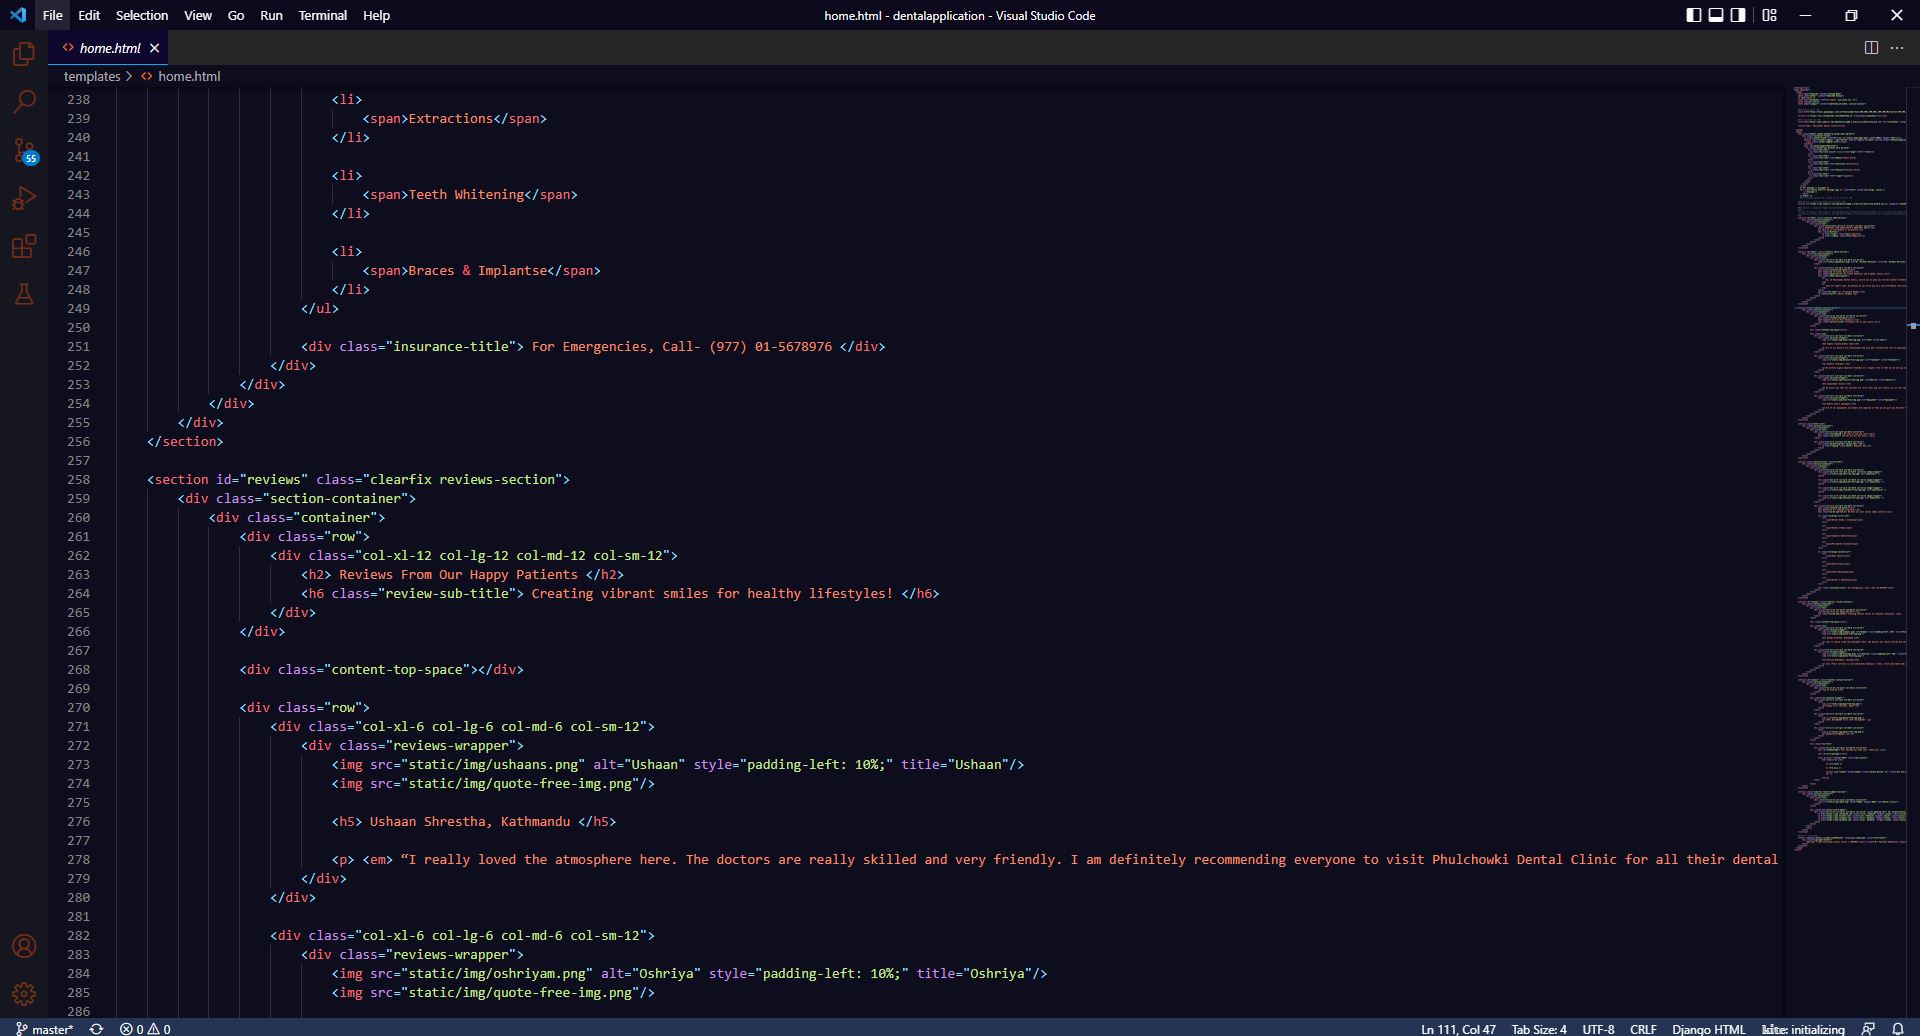 File Edit Selection View Go Run Terminal Help
home.html - dentalapplication - Visual Studio Code
home.html
templates > home.html
238 <li>
239 <span>Extractions</span>
240 </li>
241
242 <li>
243 <span>Teeth Whitening</span>
244 </li>
245
246 <li>
247 <span>Braces & Implantse</span>
248 </li>
249 </ul>
250
251 <div class="insurance-title"> For Emergencies, Call- (977) 01-5678976 </div>
252 </div>
253 </div>
254 </div>
255 </div>
256 </section>
257
258 <section id="reviews" class="clearfix reviews-section">
259 <div class="section-container">
260 <div class="container">
261 <div class="row">
262 <div class="col-xl-12 col-lg-12 col-md-12 col-sm-12">
263 <h2> Reviews From Our Happy Patients </h2>
264 <h6 class="review-sub-title"> Creating vibrant smiles for healthy lifestyles! </h6>
265 </div>
266 </div>
267
268 <div class="content-top-space"></div>
269
270 <div class="row">
271 <div class="col-xl-6 col-lg-6 col-md-6 col-sm-12">
272 <div class="reviews-wrapper">
273 <img src="static/img/ushaans.png" alt="Ushaan" style="padding-left: 10%;" title="Ushaan"/>
274 <img src="static/img/quote-free-img.png"/>
275
276 <h5> Ushaan Shrestha, Kathmandu </h5>
277
278 <p> <em> “I really loved the atmosphere here. The doctors are really skilled and very friendly. I am definitely recommending everyone to visit Phulchowki Dental Clinic for all their dental
279 </div>
280 </div>
281
282 <div class="col-xl-6 col-lg-6 col-md-6 col-sm-12">
283 <div class="reviews-wrapper">
284 <img src="static/img/oshriyam.png" alt="Oshriya" style="padding-left: 10%;" title="Oshriya"/>
285 <img src="static/img/quote-free-img.png"/>
286
55
master* 0 0 Ln 111, Col 47 Tab Size: 4 UTF-8 CRLF Django HTML kite: initializing